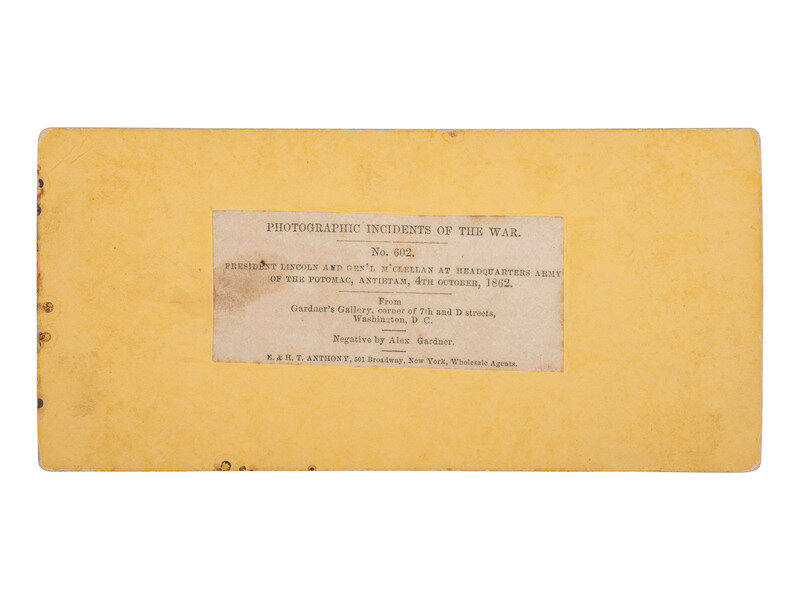 PHOTOGRAPHIC INCIDENTS OF THE WAR.
No. 602.
PRESIDENT LINCOLN AND GEN'L M'CLELLAN AT HEADQUARTERS ARMY
OF THE POTOMAC, ANTIETAM, 4TH OCTOBER, 1862.
From
Gardner's Gallery, corner of 7th and D streets,
Washington, D C.
Negative by Alex Gardner.
E. & H. T. ANTHONY, 501 Broadway, New York, Wholesale Agents.